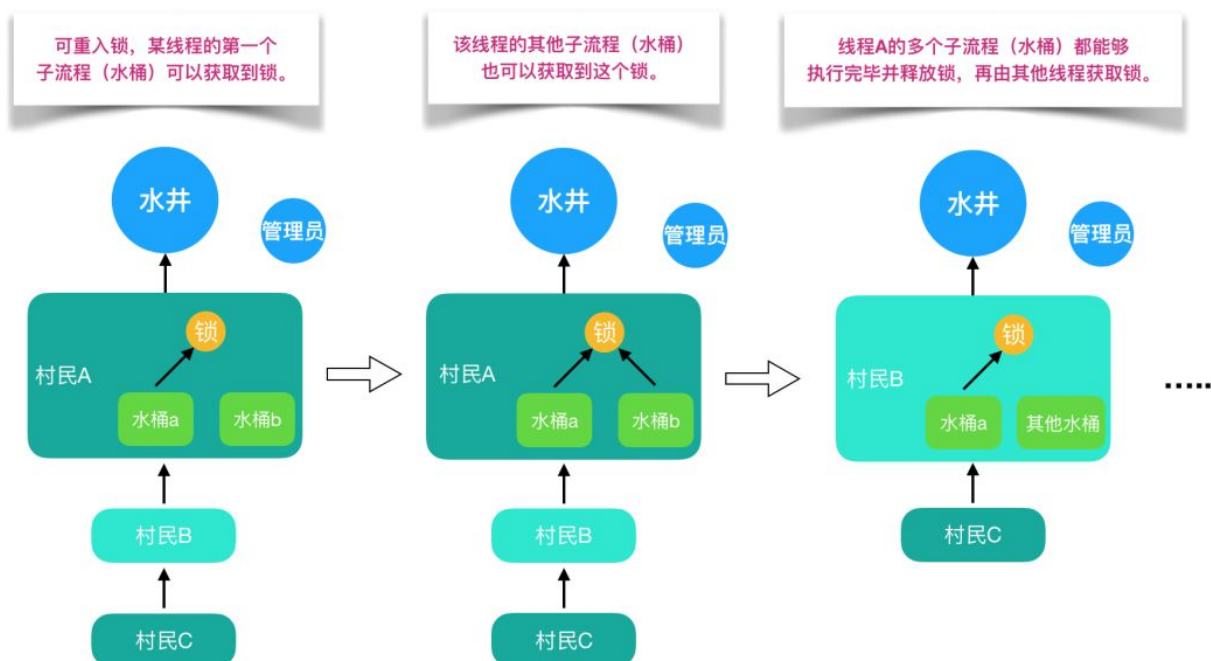 可重入锁，某线程的第一个
子流程（水桶）可以获取到锁。
该线程的其他子流程（水桶）
也可以获取到这个锁。
线程A的多个子流程（水桶）都能够
执行完毕并释放锁，再由其他线程获取锁。
水井
管理员
锁
村民A
水桶a
水桶b
村民B
村民C
水井
管理员
锁
村民A
水桶a
水桶b
村民B
村民C
水井
管理员
锁
村民B
水桶a
其他水桶
村民C
.....